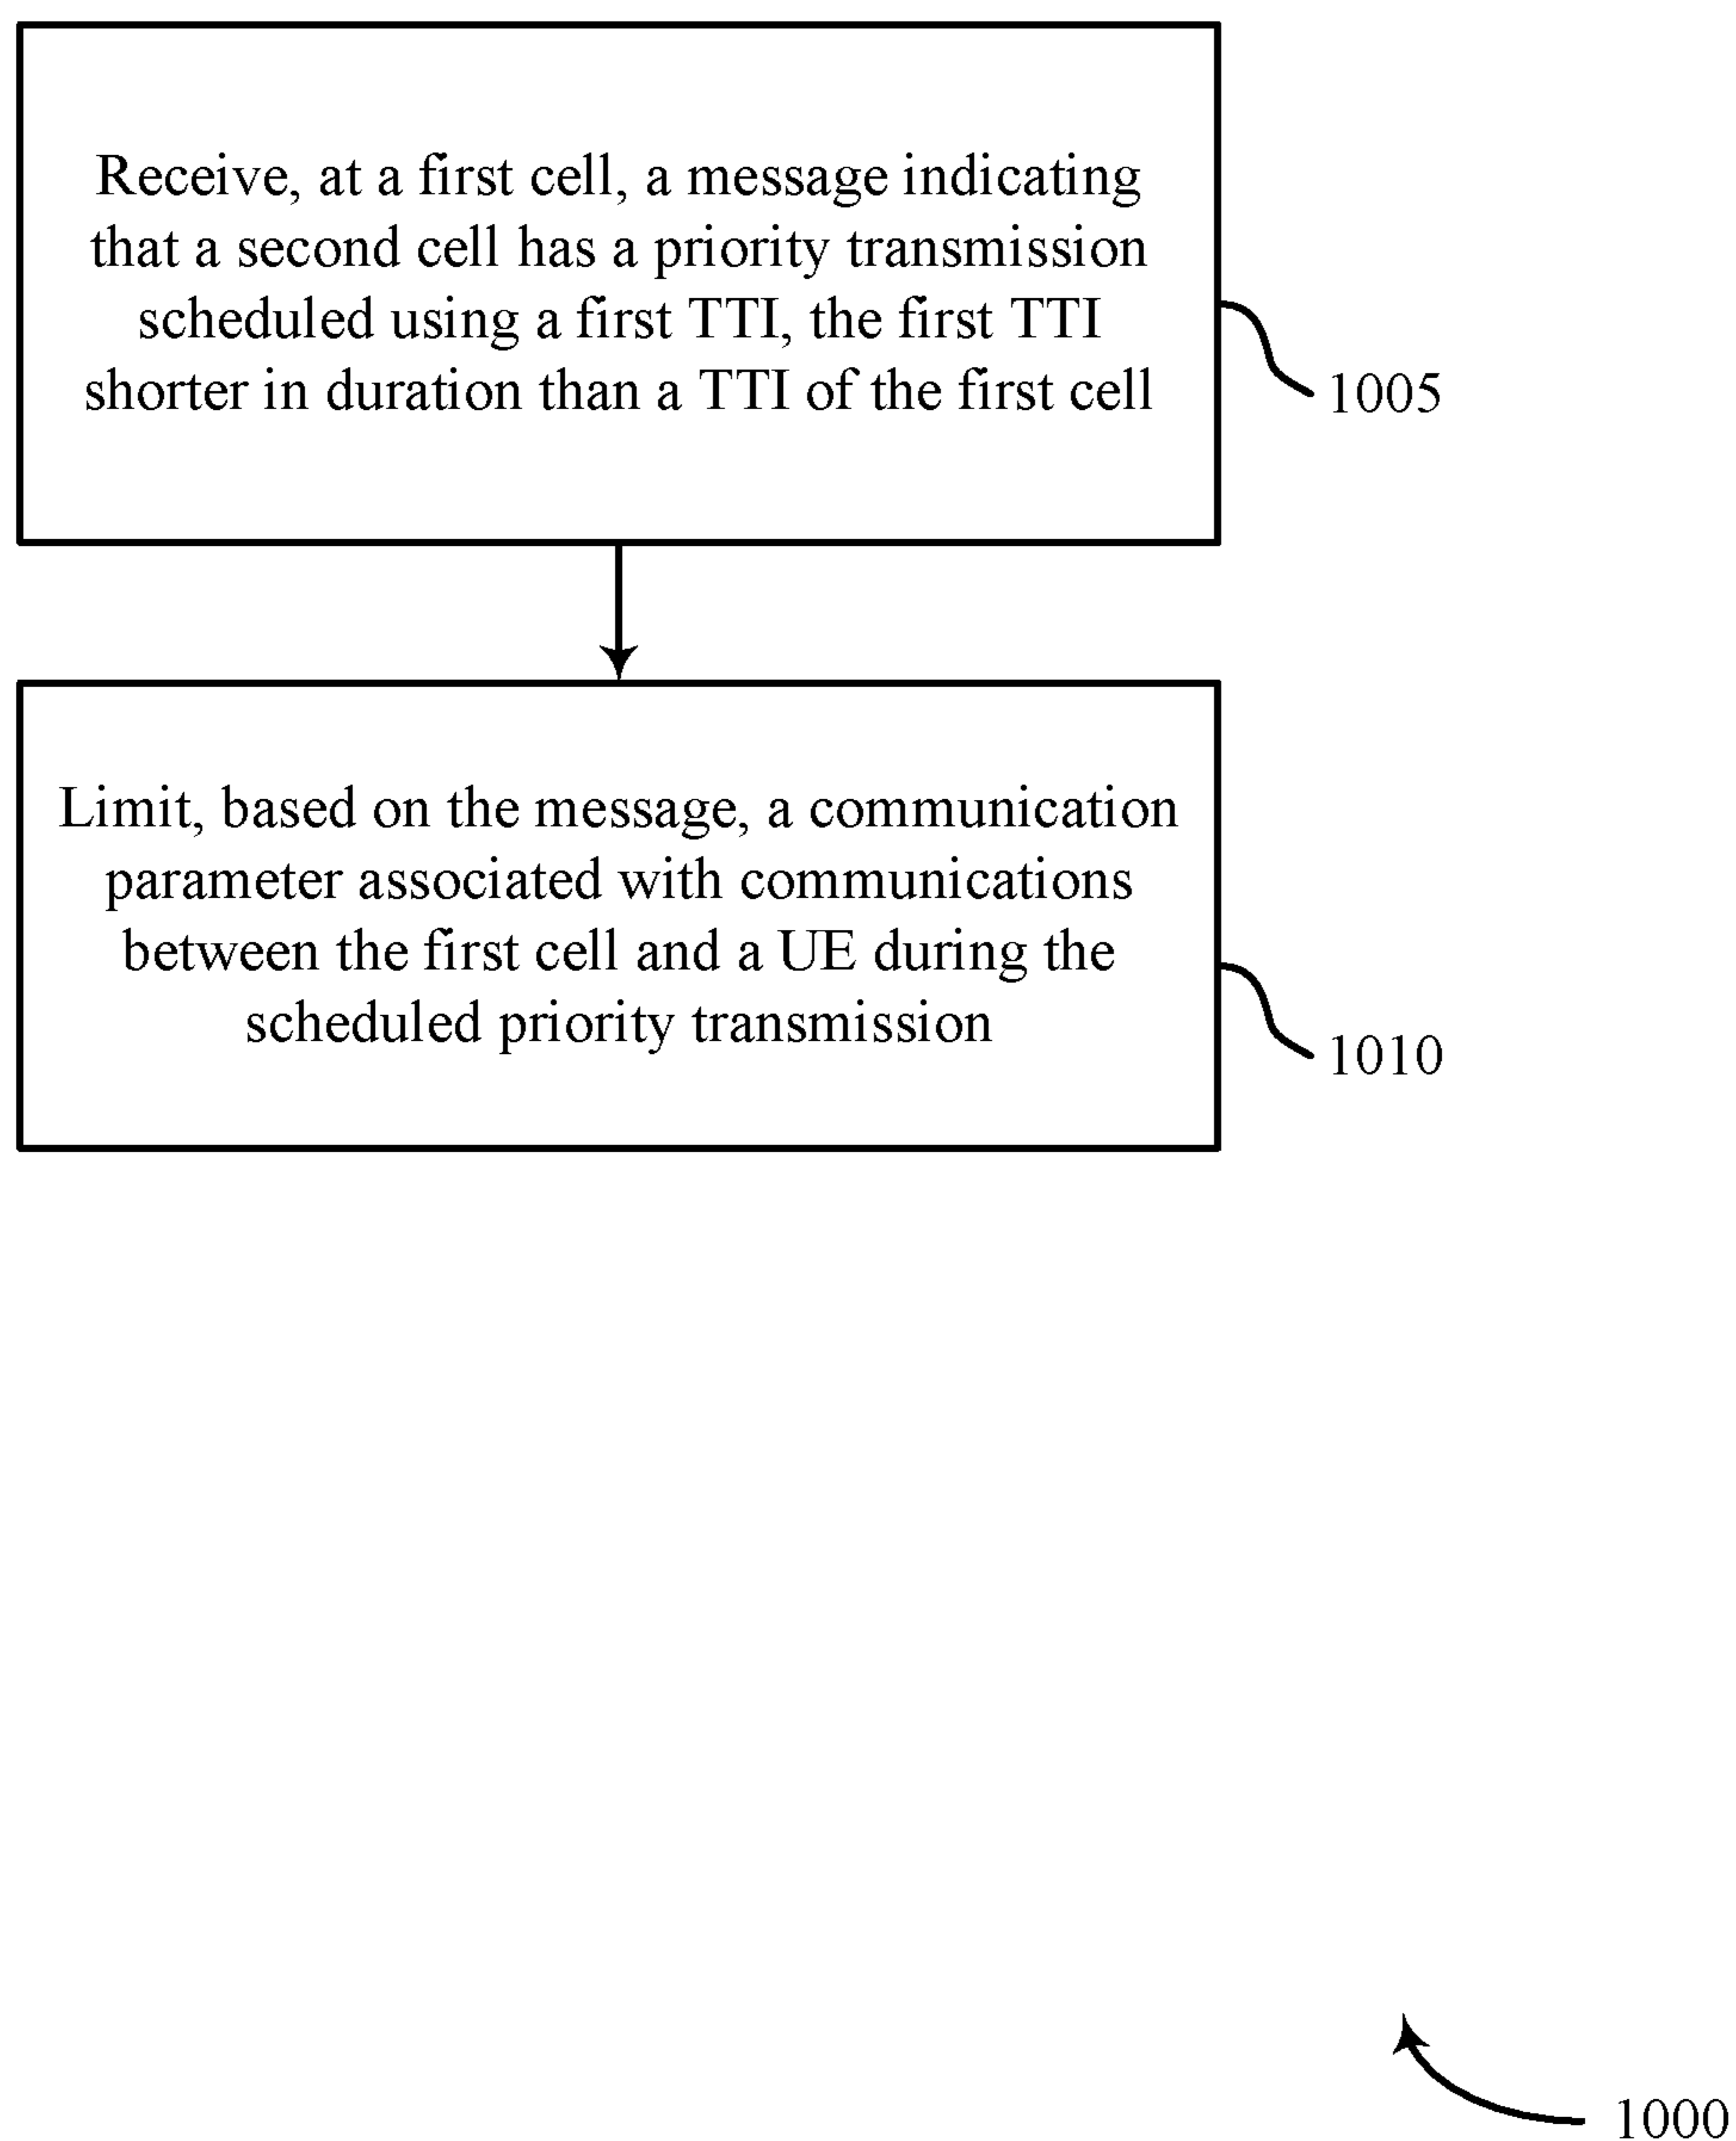 Receive, at a first cell, a message indicating
that a second cell has a priority transmission
scheduled using a first TTI, the first TTI
shorter in duration than a TTI of the first cell
1005
Limit, based on the message, a communication
parameter associated with communications
between the first cell and a UE during the
scheduled priority transmission
1010
1000